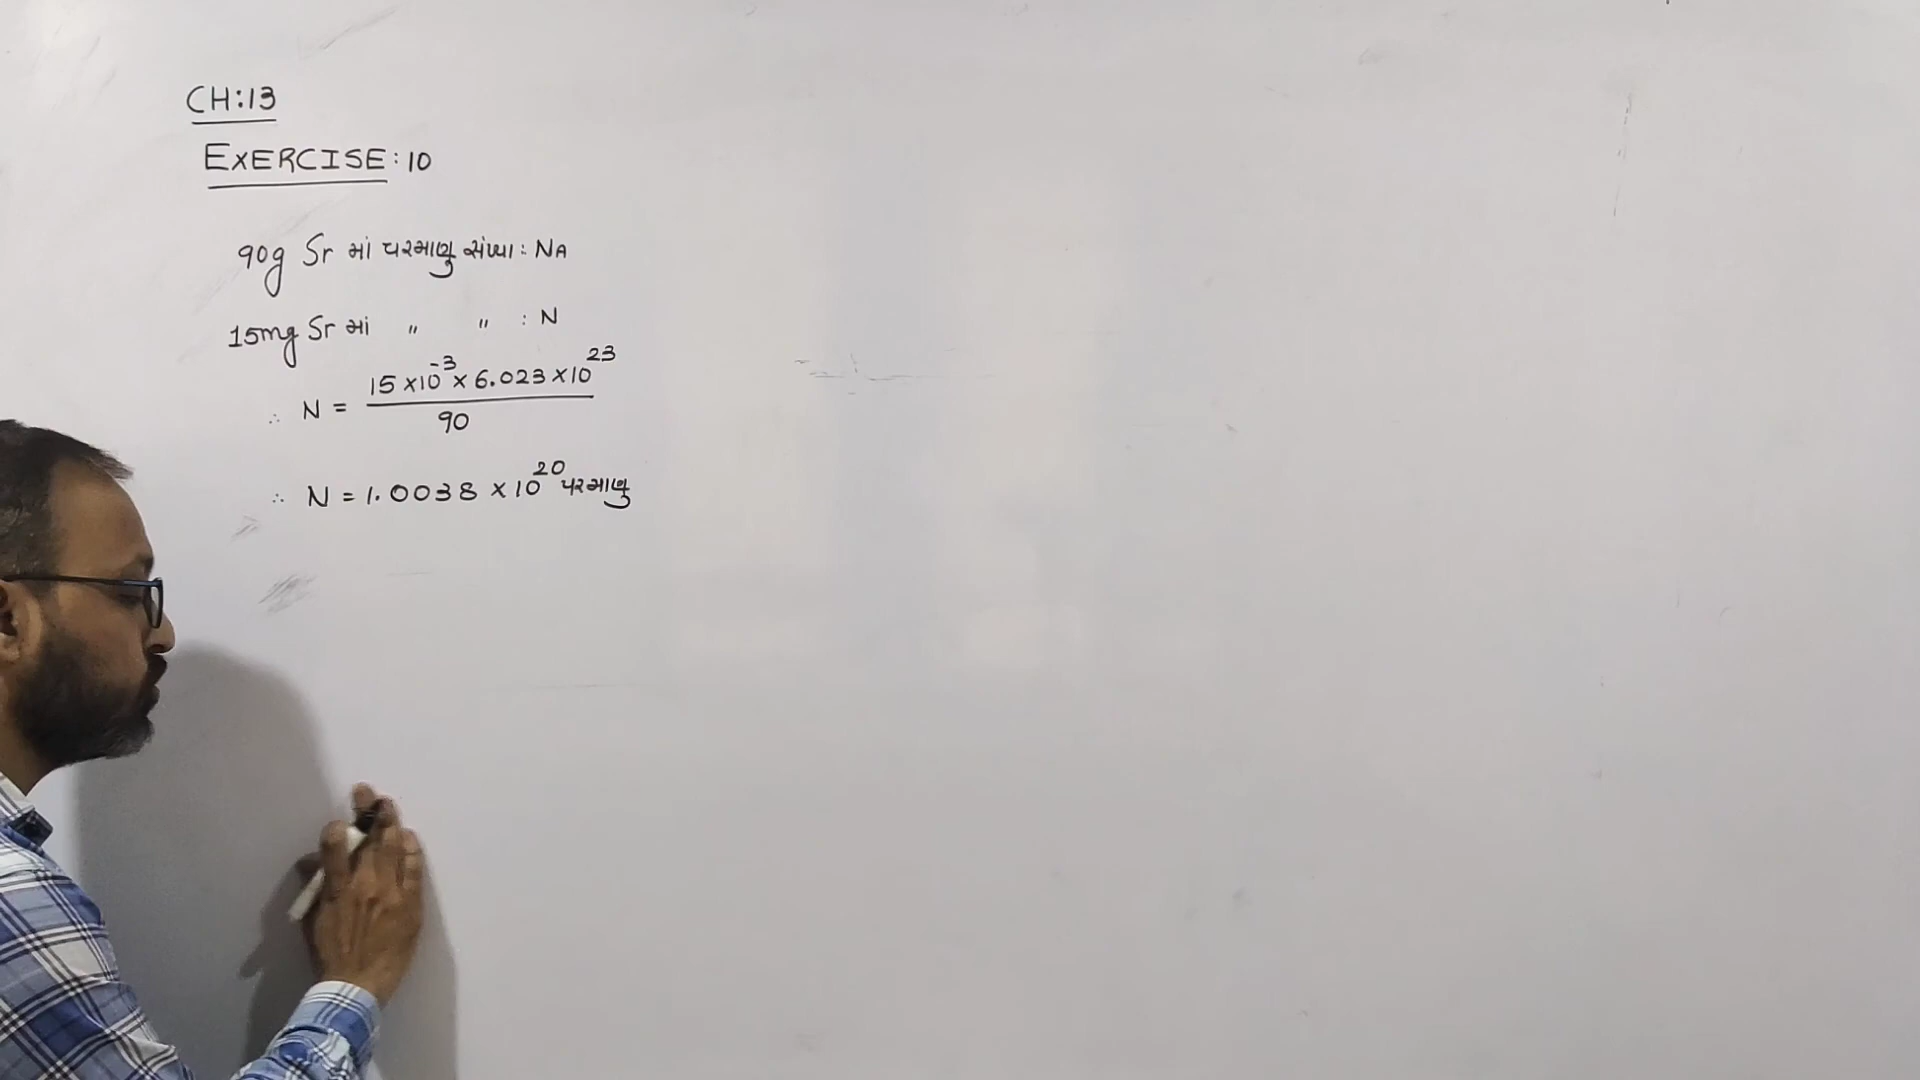 CH:13
EXERCISE:10
90g Sr માં પરમાણુ સંખ્યા: NA
15mg Sr માં " " : N
∴ N = 15×10⁻³×6.023×10²³ / 90
∴ N = 1.0038 × 10²⁰ પરમાણુ